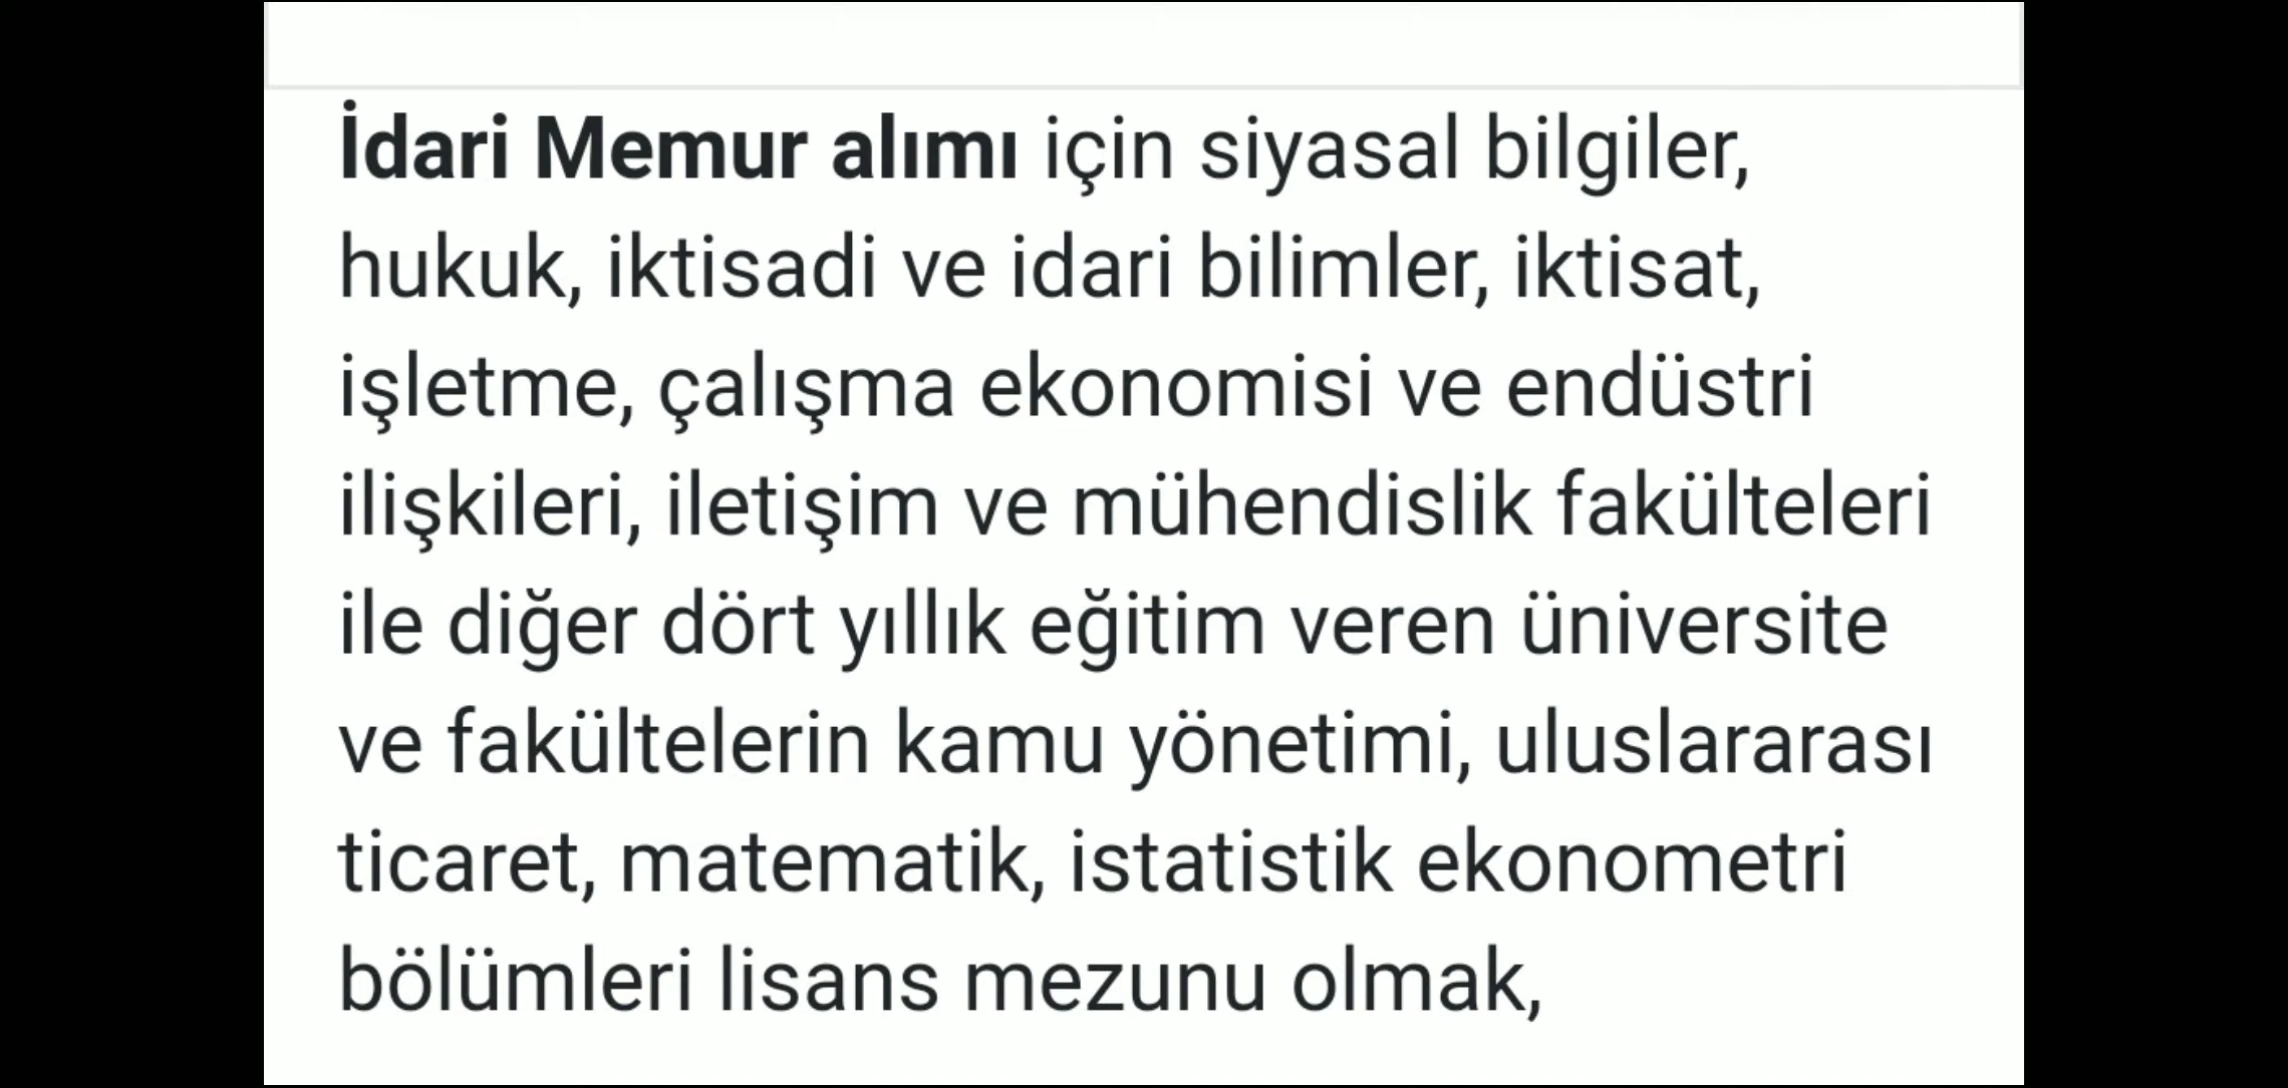 İdari Memur alımı için siyasal bilgiler,
hukuk, iktisadi ve idari bilimler, iktisat,
işletme, çalışma ekonomisi ve endüstri
ilişkileri, iletişim ve mühendislik fakülteleri
ile diğer dört yıllık eğitim veren üniversite
ve fakültelerin kamu yönetimi, uluslararası
ticaret, matematik, istatistik ekonometri
bölümleri lisans mezunu olmak,